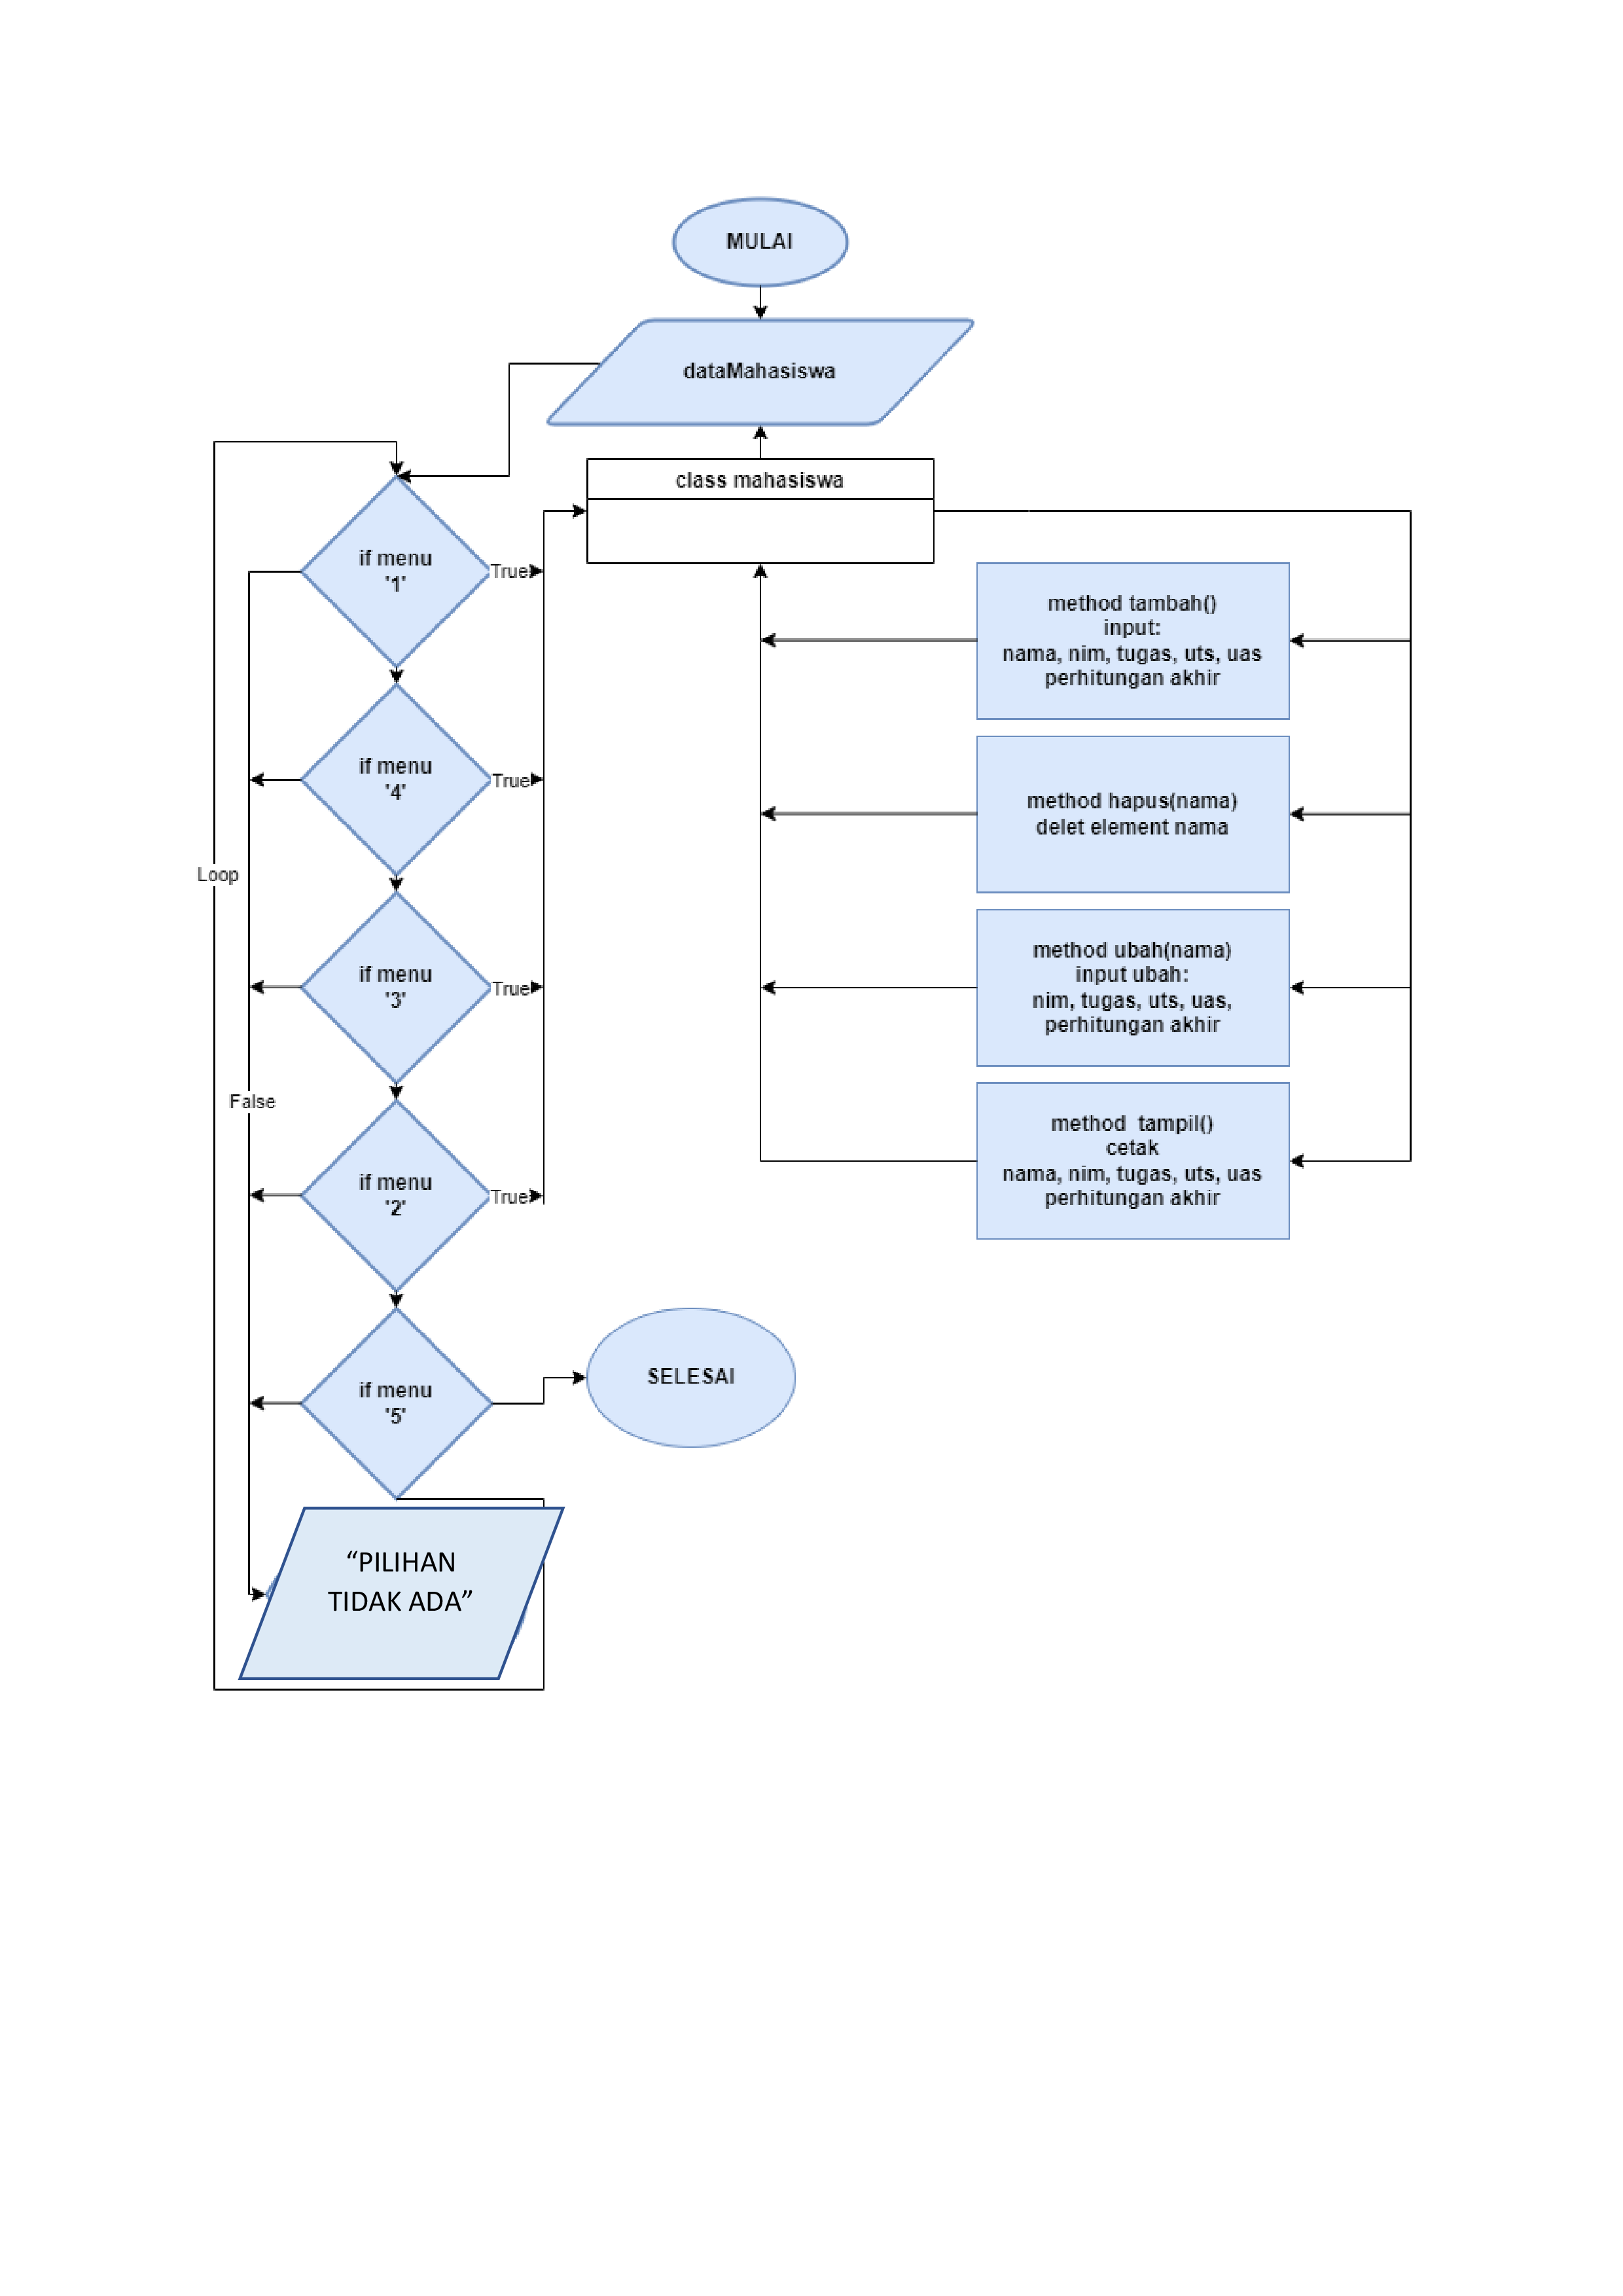 MULAI
dataMahasiswa
class mahasiswa
if menu
'1'
True
method tambah()
input:
nama, nim, tugas, uts, uas
perhitungan akhir
if menu
'4'
True
method hapus(nama)
delet element nama
Loop
if menu
'3'
True
method ubah(nama)
input ubah:
nim, tugas, uts, uas,
perhitungan akhir
False
if menu
'2'
True
method  tampil()
cetak
nama, nim, tugas, uts, uas
perhitungan akhir
if menu
'5'
SELESAI
“PILIHAN
TIDAK ADA”